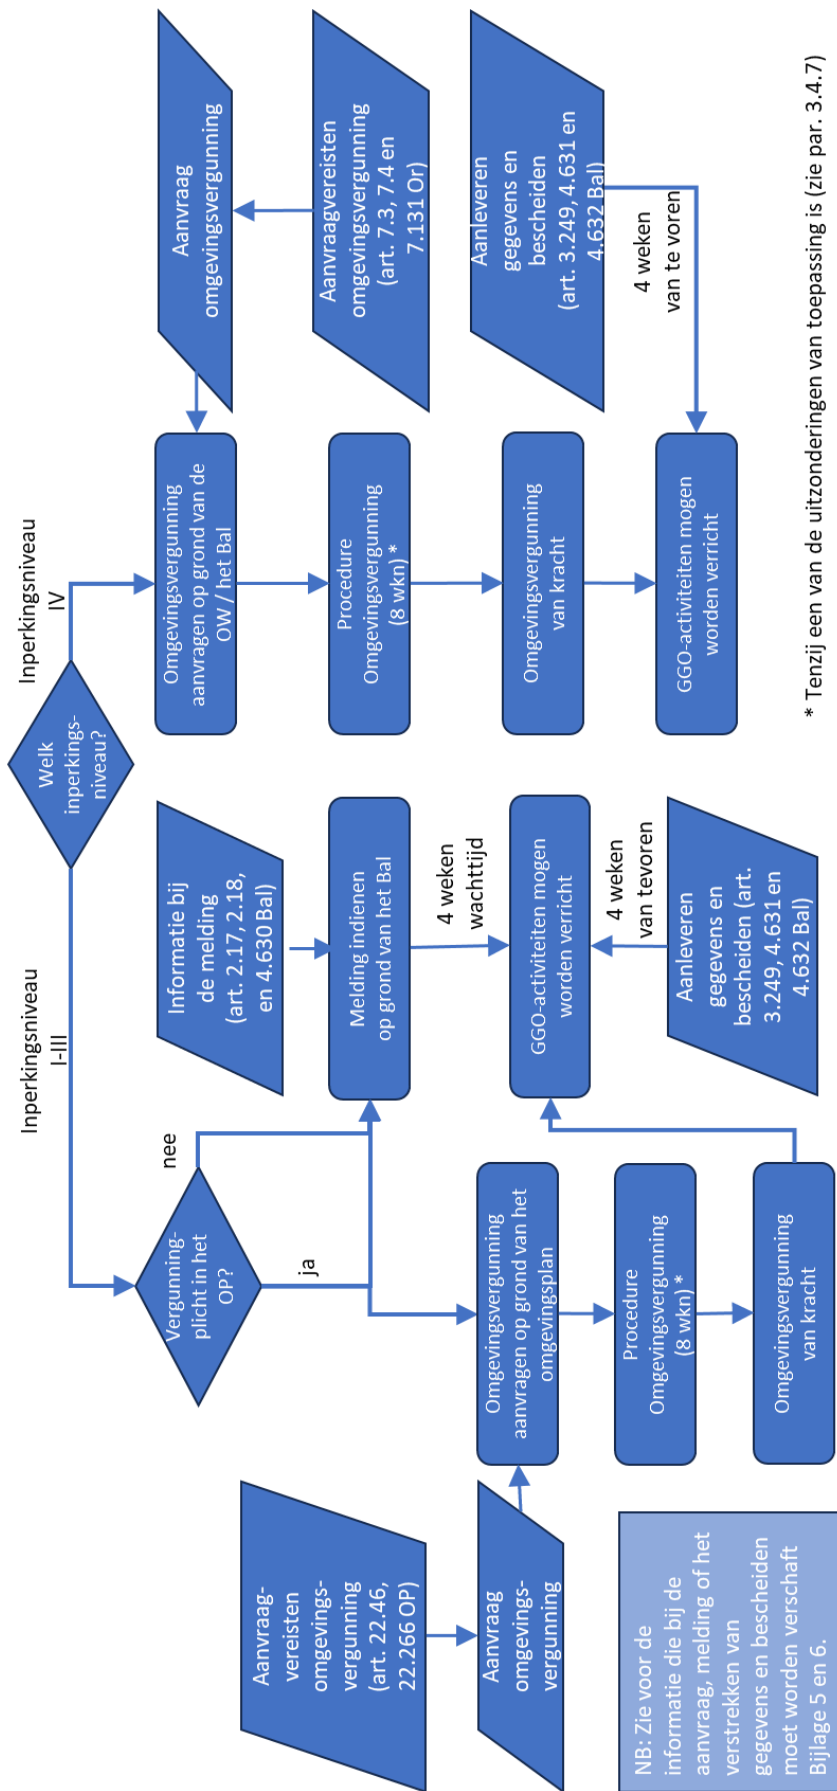 Welk
inperkings-
niveau?
Inperkingsniveau
I-III
Inperkingsniveau
IV
Vergunning-
plicht in het
OP?
nee
ja
Informatie bij
de melding
(art. 2.17, 2.18,
en 4.630 Bal)
Melding indienen
op grond van het Bal
4 weken
wachttijd
GGO-activiteiten mogen
worden verricht
4 weken
van tevoren
Aanleveren
gegevens en
bescheiden (art.
3.249, 4.631 en
4.632 Bal)
Aanvraag-
vereisten
omgevings-
vergunning
(art. 22.46,
22.266 OP)
Aanvraag
omgevings-
vergunning
Omgevingsvergunning
aanvragen op grond van het
omgevingsplan
Procedure
Omgevingsvergunning
(8 wkn) *
Omgevingsvergunning
van kracht
Omgevingsvergunning
aanvragen op grond van de
OW / het Bal
Procedure
Omgevingsvergunning
(8 wkn) *
Omgevingsvergunning
van kracht
GGO-activiteiten mogen
worden verricht
Aanvraag
omgevingsvergunning
Aanvraagvereisten
omgevingsvergunning
(art. 7.3, 7.4 en
7.131 Or)
Aanleveren
gegevens en
bescheiden
(art. 3.249, 4.631 en
4.632 Bal)
4 weken
van te voren
NB: Zie voor de
informatie die bij de
aanvraag, melding of het
verstrekken van
gegevens en bescheiden
moet worden verschaft
Bijlage 5 en 6.
* Tenzij een van de uitzonderingen van toepassing is (zie par. 3.4.7)